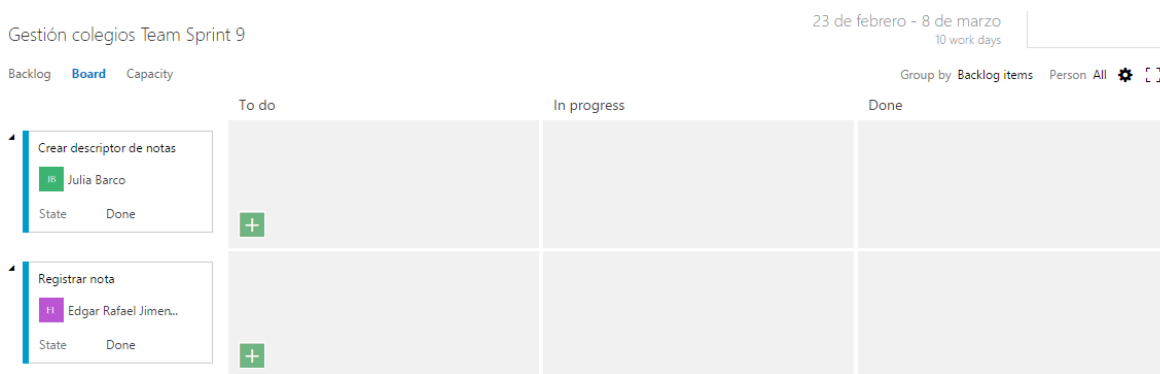 Gestión colegios Team Sprint 9
23 de febrero - 8 de marzo
10 work days
Backlog Board Capacity
Group by Backlog items Person All
To do In progress Done
Crear descriptor de notas
Julia Barco
State Done
Registrar nota
Edgar Rafael Jimen...
State Done